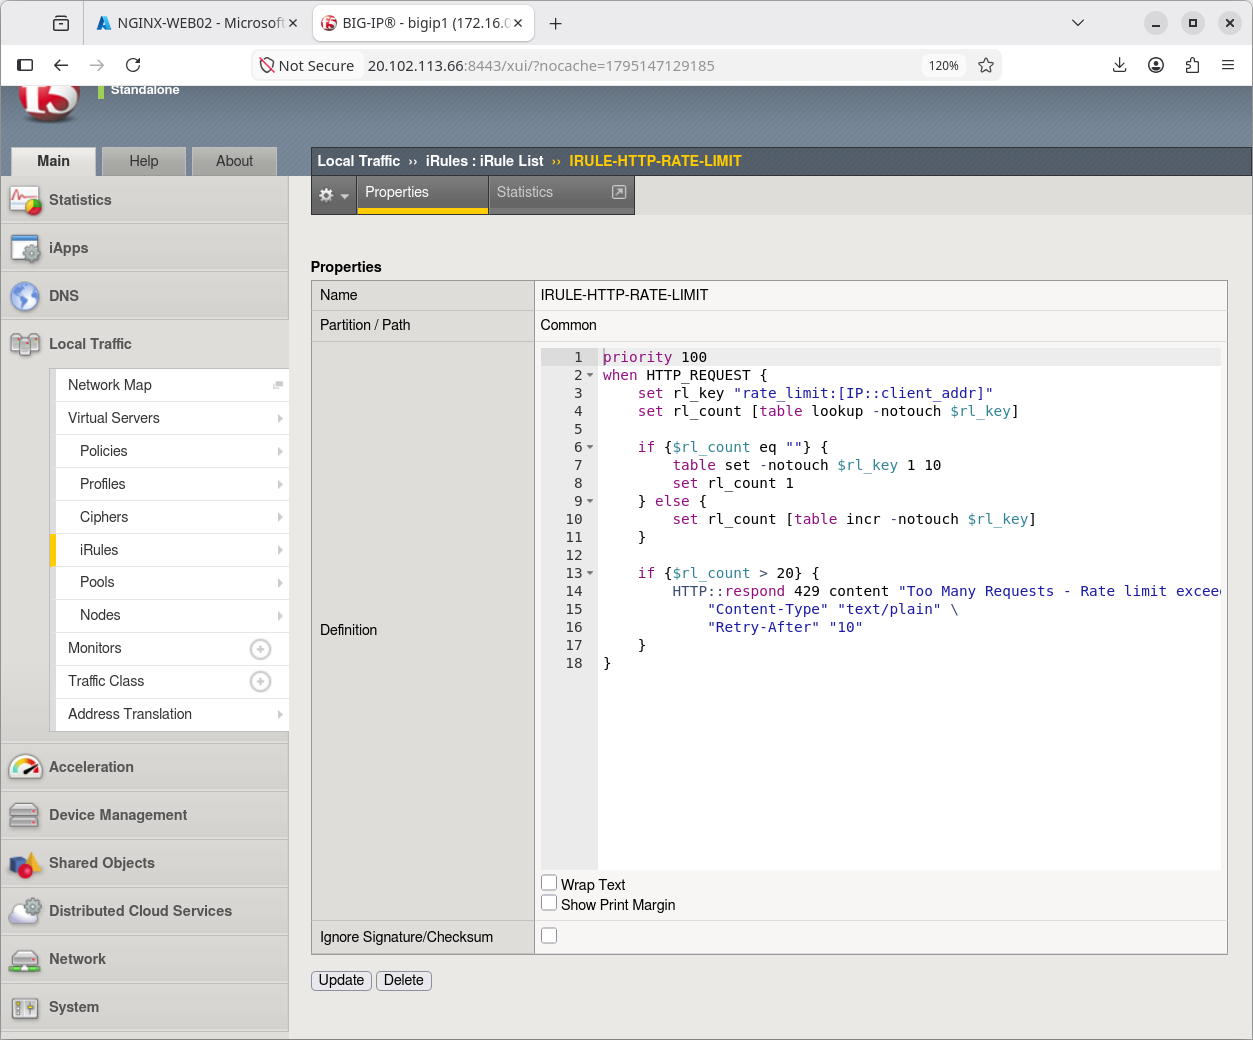 NGINX-WEB02 - Microsoft
BIG-IP® - bigip1 (172.16.0
Not Secure
20.102.113.66:8443/xui/?nocache=1795147129185
120%
f5
Standalone
Main
Help
About
Local Traffic ›› iRules : iRule List ›› IRULE-HTTP-RATE-LIMIT
Properties
Statistics
Statistics
iApps
DNS
Local Traffic
Network Map
Virtual Servers
Policies
Profiles
Ciphers
iRules
Pools
Nodes
Monitors
Traffic Class
Address Translation
Acceleration
Device Management
Shared Objects
Distributed Cloud Services
Network
System
Properties
Name
IRULE-HTTP-RATE-LIMIT
Partition / Path
Common
Definition
1 priority 100
2 when HTTP_REQUEST {
3     set rl_key "rate_limit:[IP::client_addr]"
4     set rl_count [table lookup -notouch $rl_key]
5
6     if {$rl_count eq ""} {
7         table set -notouch $rl_key 1 10
8         set rl_count 1
9     } else {
10         set rl_count [table incr -notouch $rl_key]
11     }
12
13     if {$rl_count > 20} {
14         HTTP::respond 429 content "Too Many Requests - Rate limit excee
15             "Content-Type" "text/plain" \
16             "Retry-After" "10"
17     }
18 }
Wrap Text
Show Print Margin
Ignore Signature/Checksum
Update
Delete